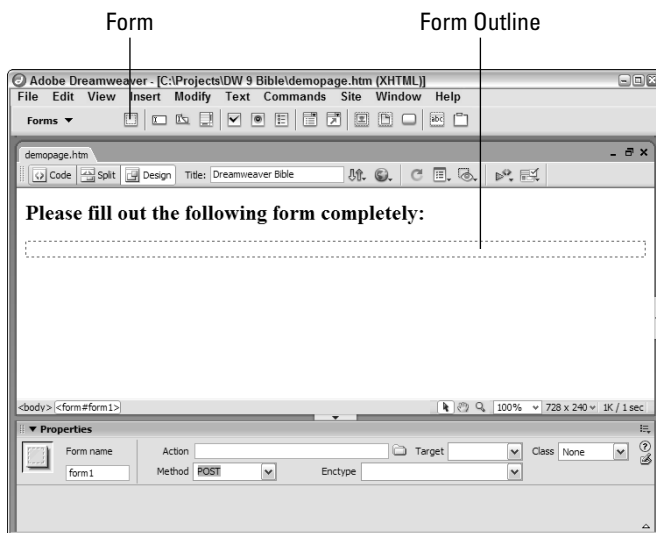 Form Form Outline
Adobe Dreamweaver - [C:\Projects\DW 9 Bible\demopage.htm (XHTML)]
File Edit View Insert Modify Text Commands Site Window Help
Forms
abc
demopage.htm
Code Split Design Title: Dreamweaver Bible
Please fill out the following form completely:
<body> <form#form1> 100% 728 x 240 1K / 1 sec
Properties
Form name Action Target Class None
form1 Method POST Enctype